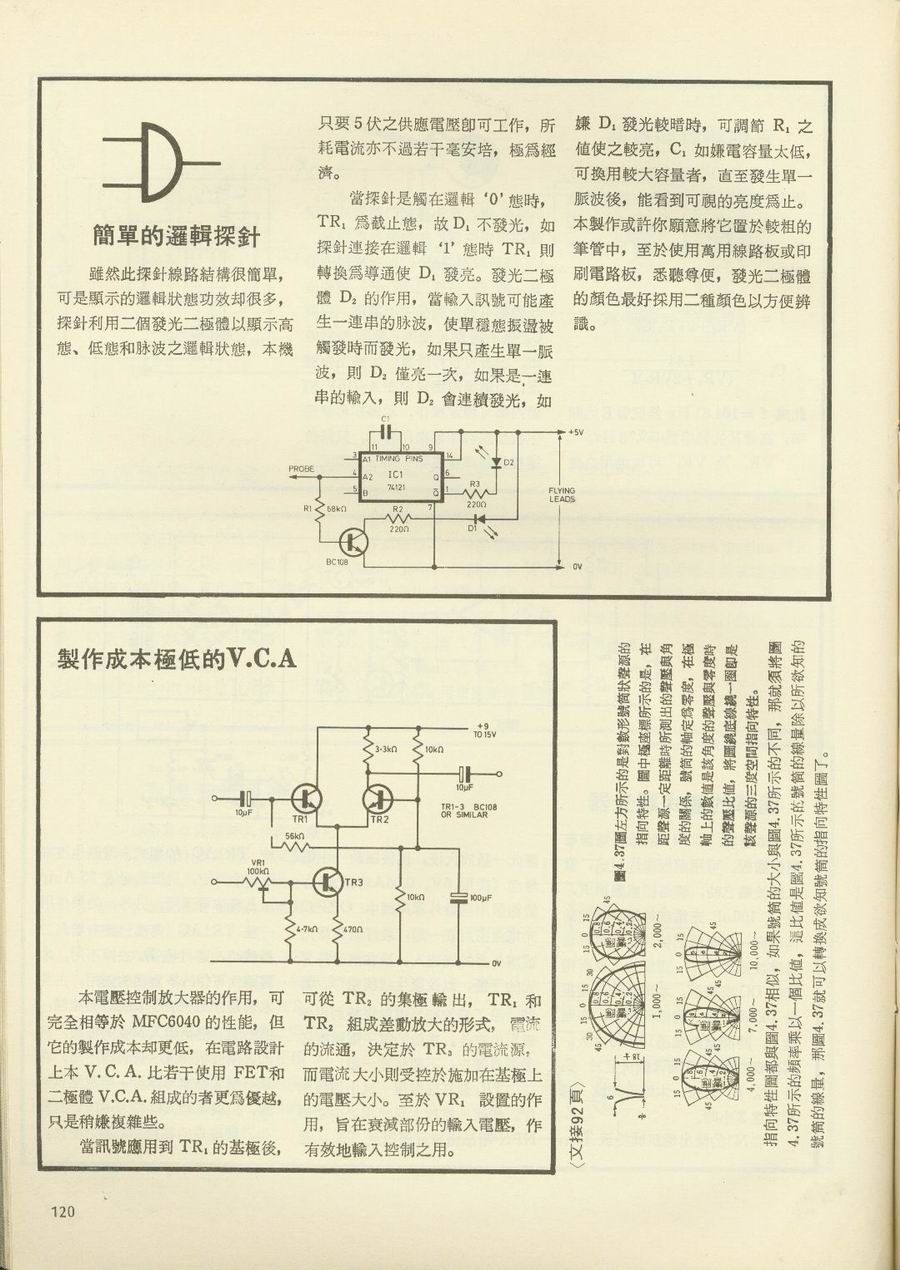 簡單的邏輯探針
雖然此探針線路結構很簡單，
可是顯示的邏輯狀態功效却很多，
探針利用二個發光二極體以顯示高
態、低態和脉波之邏輯狀態，本機
只要5伏之供應電壓卽可工作，所
耗電流亦不過若干毫安培，極爲經
濟。
當探針是觸在邏輯‘0’態時，
TR₁ 爲截止態，故D₁ 不發光，如
探針連接在邏輯‘1’態時 TR₁ 則
轉換爲導通使 D₁ 發亮。發光二極
體 D₂ 的作用，當輸入訊號可能產
生一連串的脉波，使單穩態振盪被
觸發時而發光，如果只產生單一脈
波，則 D₂ 僅亮一次，如果是一連
串的輸入，則 D₂ 會連續發光，如
嫌 D₁ 發光較暗時，可調節 R₁ 之
値使之較亮，C₁ 如嫌電容量太低，
可換用較大容量者，直至發生單一
脈波後，能看到可視的亮度爲止。
本製作或許你願意將它置於較粗的
筆管中，至於使用萬用線路板或印
刷電路板，悉聽尊便，發光二極體
的顏色最好採用二種顏色以方便辨
識。
C1
11 10 9
+5V
3 A1 TIMING PINS 14
D2
PROBE
4 A2 IC1 Q 6
74121
5 B Q̅ 1
R3
220Ω
FLYING
LEADS
7
R1 68kΩ
R2
220Ω
D1
BC108
0V
製作成本極低的V.C.A
+9
TO 15V
3·3kΩ
10kΩ
10μF
10μF
TR1
TR2
TR1-3 BC108
OR SIMILAR
56kΩ
VR1
100kΩ
TR3
10kΩ
100μF
4·7kΩ
470Ω
0V
本電壓控制放大器的作用，可
完全相等於 MFC6040 的性能，但
它的製作成本却更低，在電路設計
上本 V. C. A. 比若干使用 FET和
二極體 V.C.A. 組成的者更爲優越，
只是稍嫌複雜些。
當訊號應用到 TR₁ 的基極後，
可從 TR₂ 的集極輸出，TR₁ 和
TR₂ 組成差動放大的形式，電流
的流通，決定於 TR₃ 的電流源，
而電流大小則受控於施加在基極上
的電壓大小。至於 VR₁ 設置的作
用，旨在衰減部份的輸入電壓，作
有效地輸入控制之用。
圖4.37圖左方所示的是對數形號筒狀聲源的
指向特性。圖中極座標所示的是，在
距聲源一定距離時所測出的聲壓與角
度的關係，號筒的軸定爲零度，在極
軸上的數値是該角度的聲壓與零度時
的聲壓比値，將圖繞底線繞一圈卽是
該聲源的三度空間指向特性。
1,000~
2,000~
4,000~
7,000~
10,000~
指向特性圖都與圖4.37相似，如果號筒的大小與圖4.37所示的不同，那就須將圖
4.37所示的頻率乘以一個比値，這比値是圖4.37所示的號筒的線量除以所欲知的
號筒的線量，那圖4.37就可以轉換成欲知號筒的指向特性圖了。
〈文接92頁〉
120